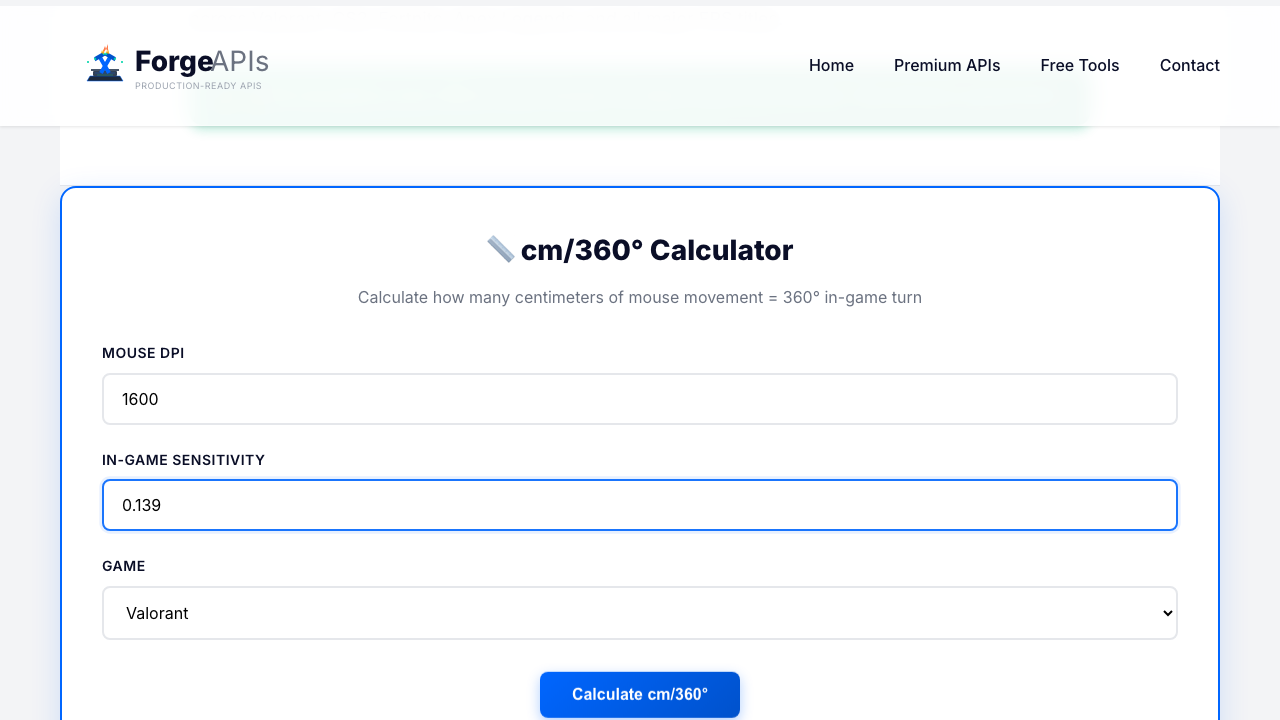 ForgeAPIs
PRODUCTION-READY APIS
Home
Premium APIs
Free Tools
Contact
cm/360° Calculator
Calculate how many centimeters of mouse movement = 360° in-game turn
MOUSE DPI
1600
IN-GAME SENSITIVITY
0.139
GAME
Valorant
Calculate cm/360°